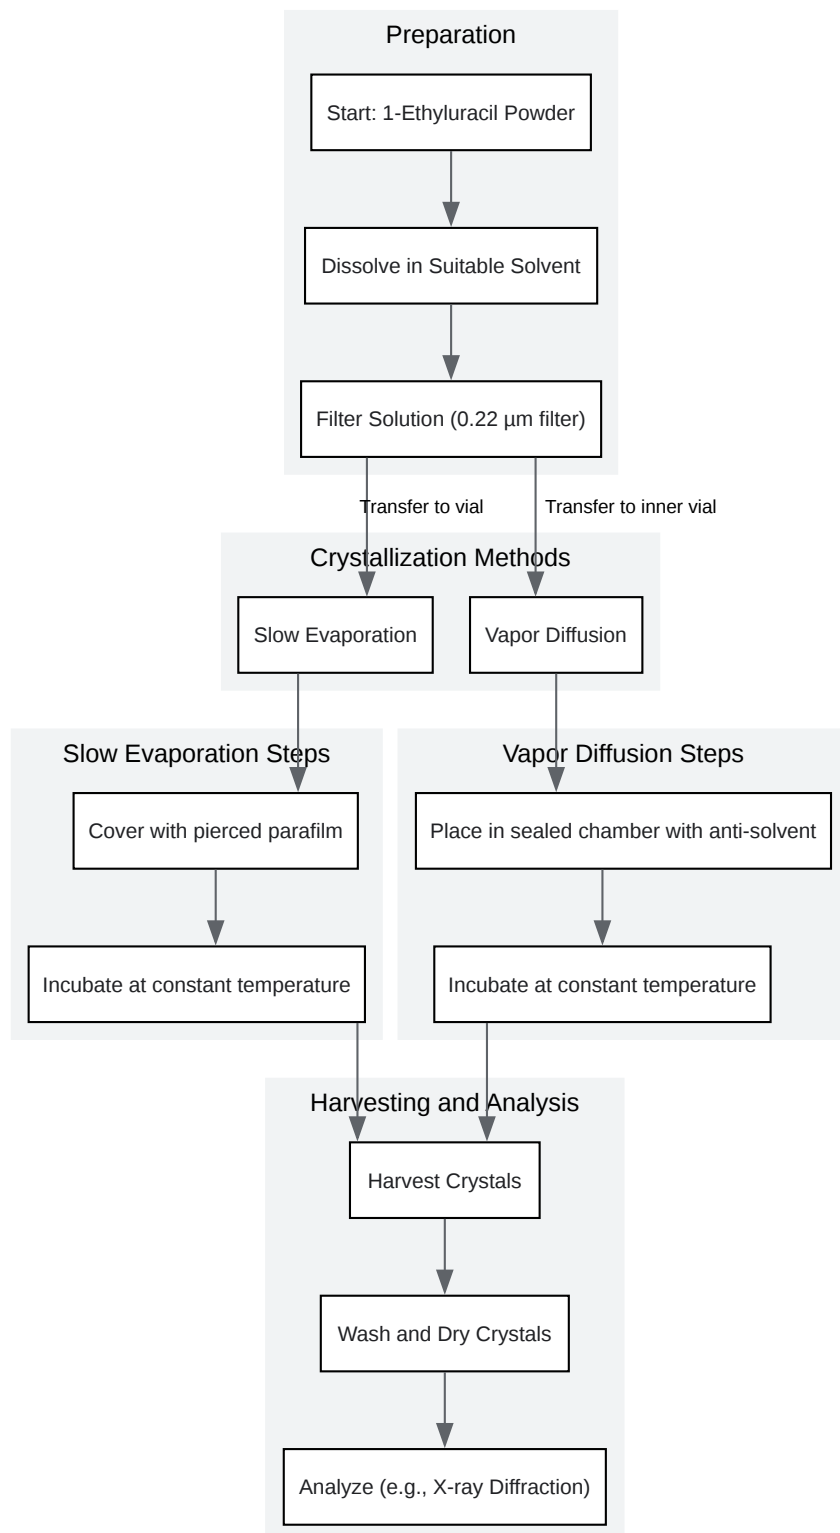 Preparation
Start: 1-Ethyluracil Powder
Dissolve in Suitable Solvent
Filter Solution (0.22 µm filter)
Transfer to vial
Transfer to inner vial
Crystallization Methods
Slow Evaporation
Vapor Diffusion
Slow Evaporation Steps
Vapor Diffusion Steps
Cover with pierced parafilm
Place in sealed chamber with anti-solvent
Incubate at constant temperature
Incubate at constant temperature
Harvesting and Analysis
Harvest Crystals
Wash and Dry Crystals
Analyze (e.g., X-ray Diffraction)